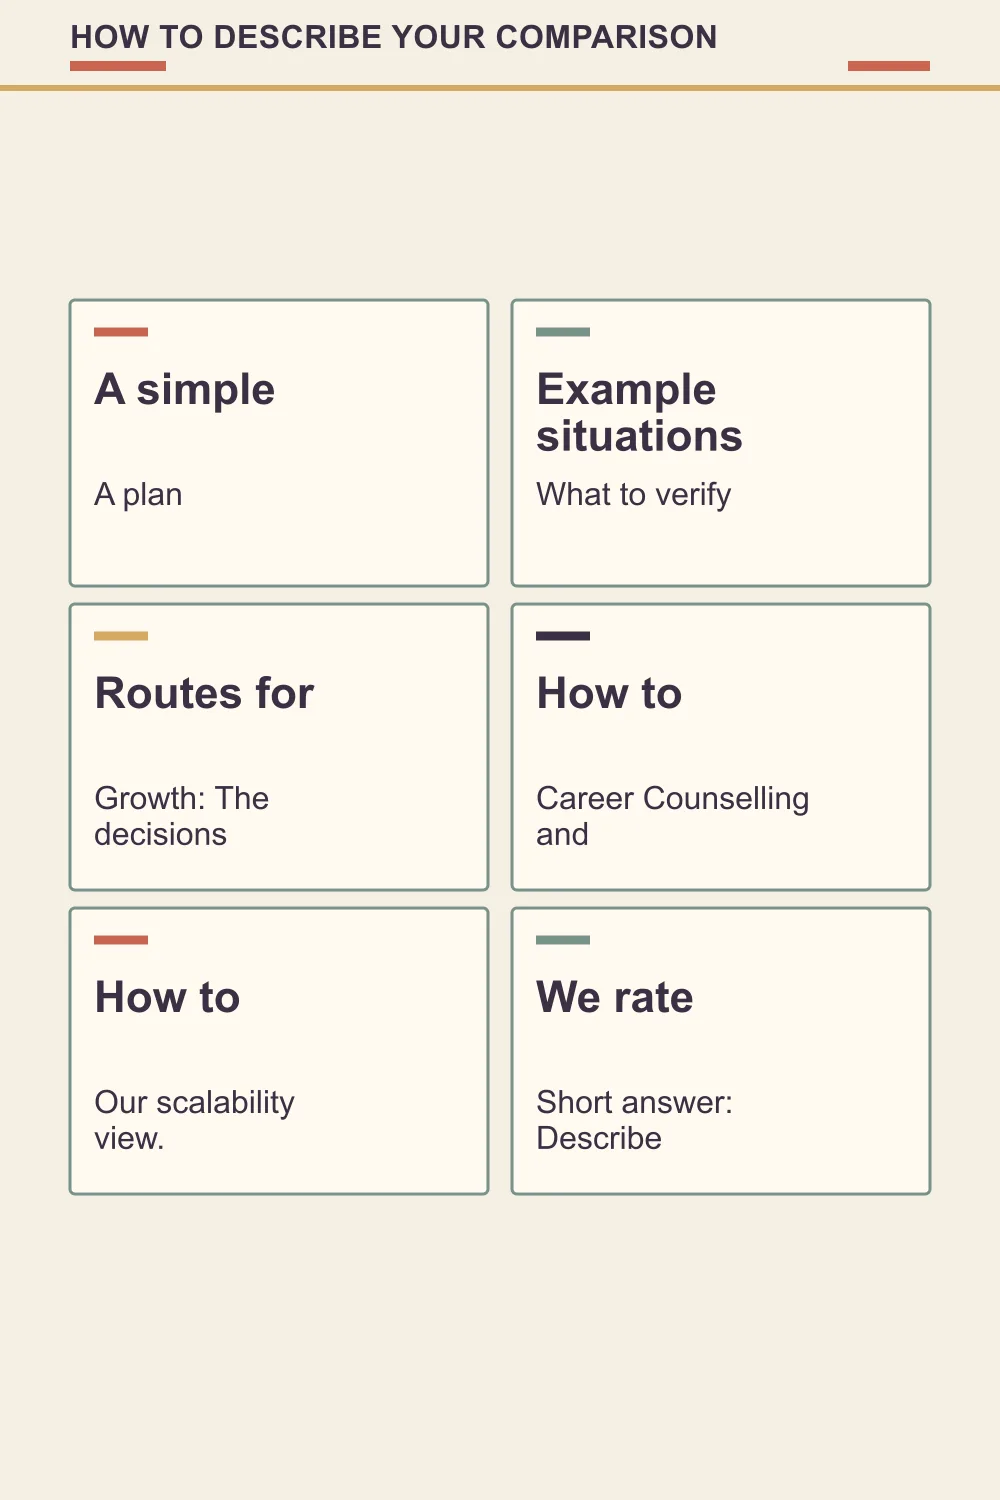 HOW TO DESCRIBE YOUR COMPARISON
A simple
A plan
Example
situations
What to verify
Routes for
Growth: The
decisions
How to
Career Counselling
and
How to
Our scalability
view.
We rate
Short answer:
Describe